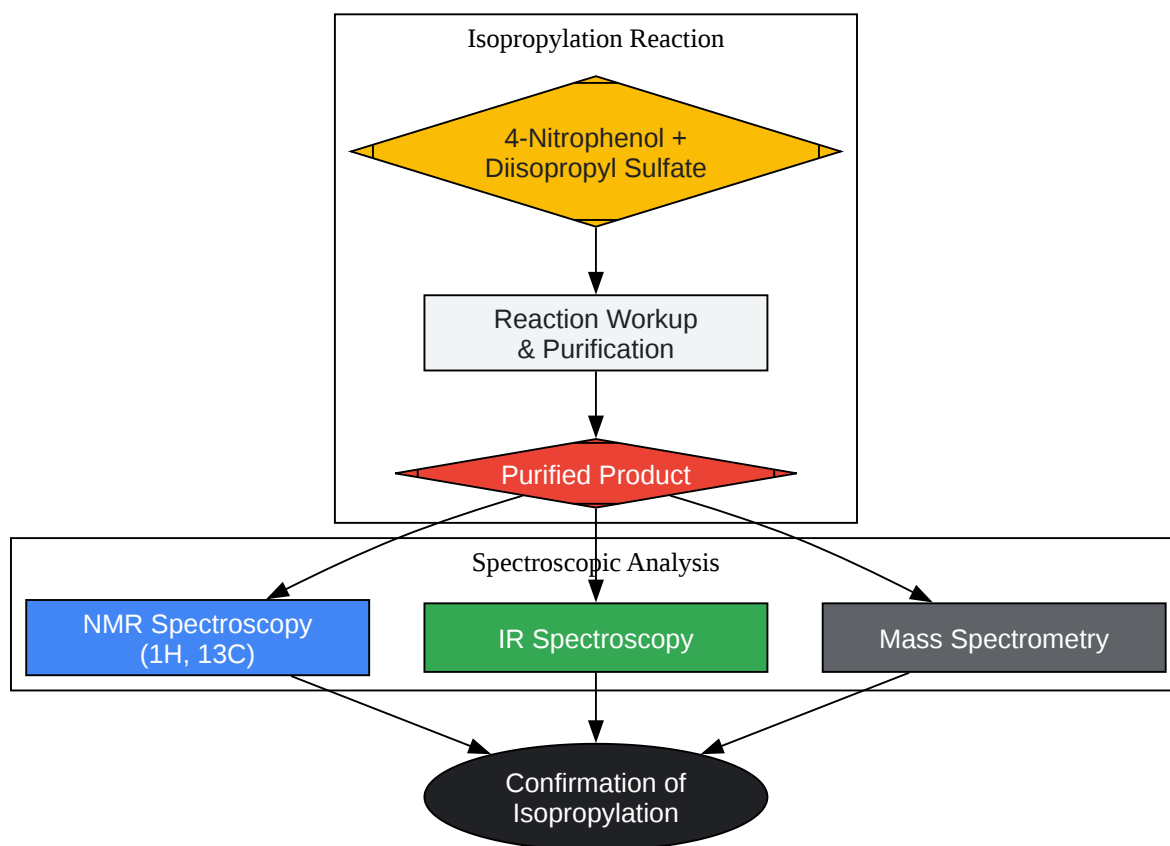 Isopropylation Reaction
4-Nitrophenol +
Diisopropyl Sulfate
Reaction Workup
& Purification
Purified Product
Spectroscopic Analysis
NMR Spectroscopy
(1H, 13C)
IR Spectroscopy
Mass Spectrometry
Confirmation of
Isopropylation